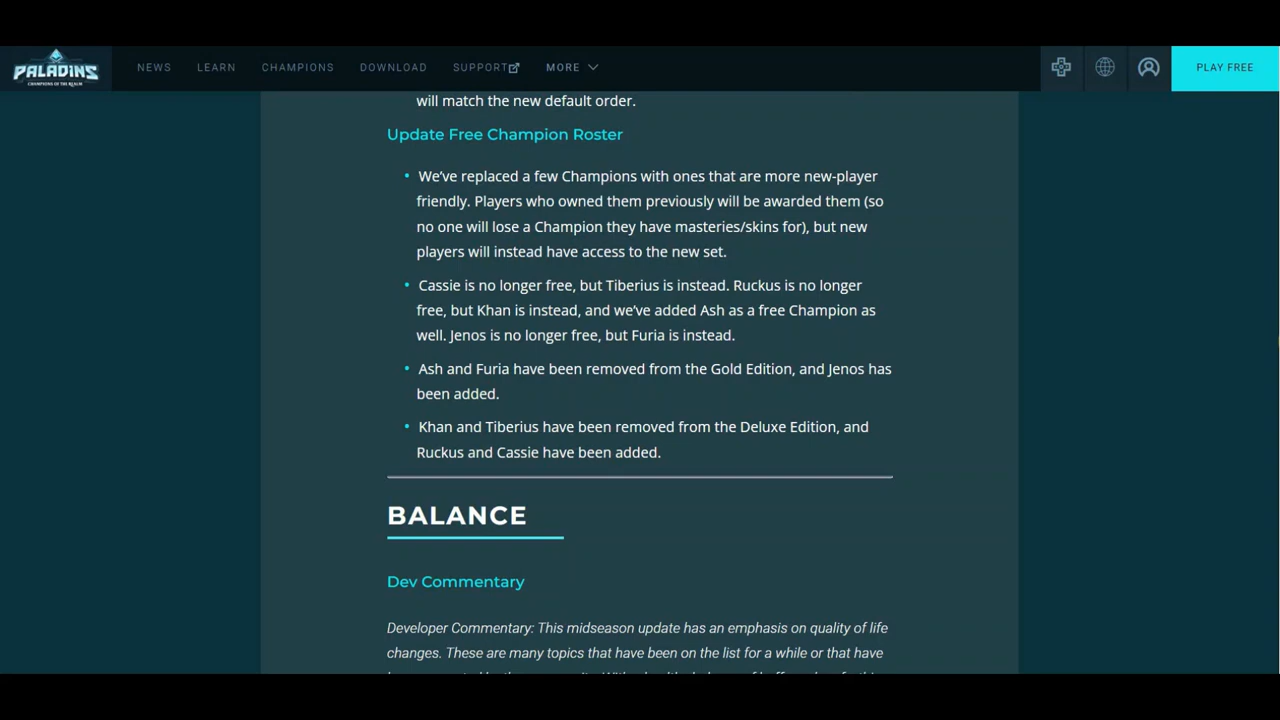 PALADINS
CHAMPIONS OF THE REALM
NEWS
LEARN
CHAMPIONS
DOWNLOAD
SUPPORT
MORE
PLAY FREE
will match the new default order.
Update Free Champion Roster
• We’ve replaced a few Champions with ones that are more new-player
friendly. Players who owned them previously will be awarded them (so
no one will lose a Champion they have masteries/skins for), but new
players will instead have access to the new set.
• Cassie is no longer free, but Tiberius is instead. Ruckus is no longer
free, but Khan is instead, and we’ve added Ash as a free Champion as
well. Jenos is no longer free, but Furia is instead.
• Ash and Furia have been removed from the Gold Edition, and Jenos has
been added.
• Khan and Tiberius have been removed from the Deluxe Edition, and
Ruckus and Cassie have been added.
BALANCE
Dev Commentary
Developer Commentary: This midseason update has an emphasis on quality of life
changes. These are many topics that have been on the list for a while or that have